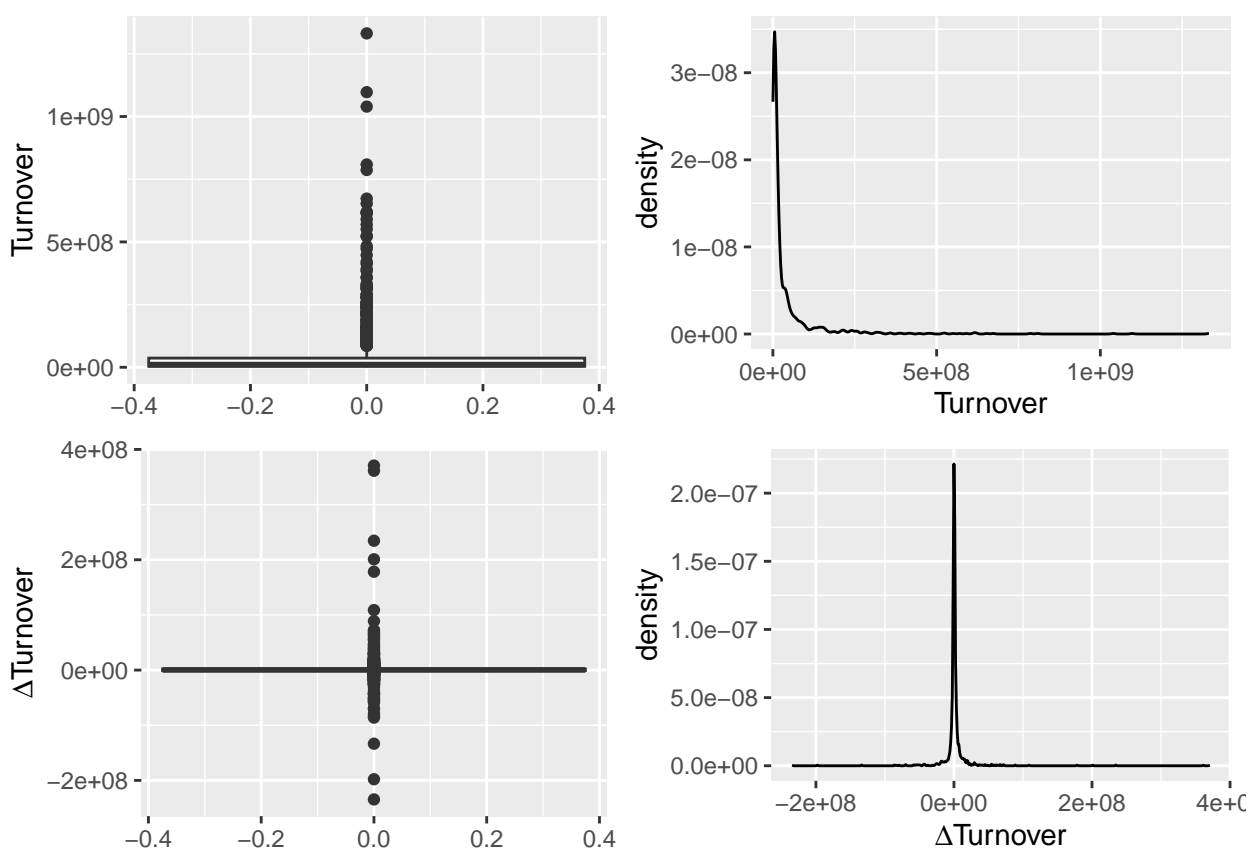 Turnover
1e+09
5e+08
0e+00
−0.4 −0.2 0.0 0.2 0.4
density
3e−08
2e−08
1e−08
0e+00
0e+00 5e+08 1e+09
Turnover
ΔTurnover
4e+08
2e+08
0e+00
−2e+08
−0.4 −0.2 0.0 0.2 0.4
density
2.0e−07
1.5e−07
1.0e−07
5.0e−08
0.0e+00
−2e+08 0e+00 2e+08
ΔTurnover